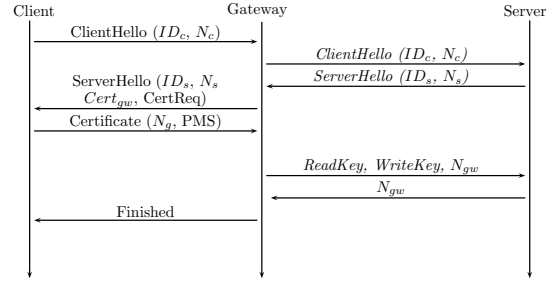 Client Gateway Server
ClientHello (ID_c, N_c)
ClientHello (ID_c, N_c)
ServerHello (ID_s, N_s)
ServerHello (ID_s, N_s
Cert_gw, CertReq)
Certificate (N_g, PMS)
ReadKey, WriteKey, N_gw
N_gw
Finished